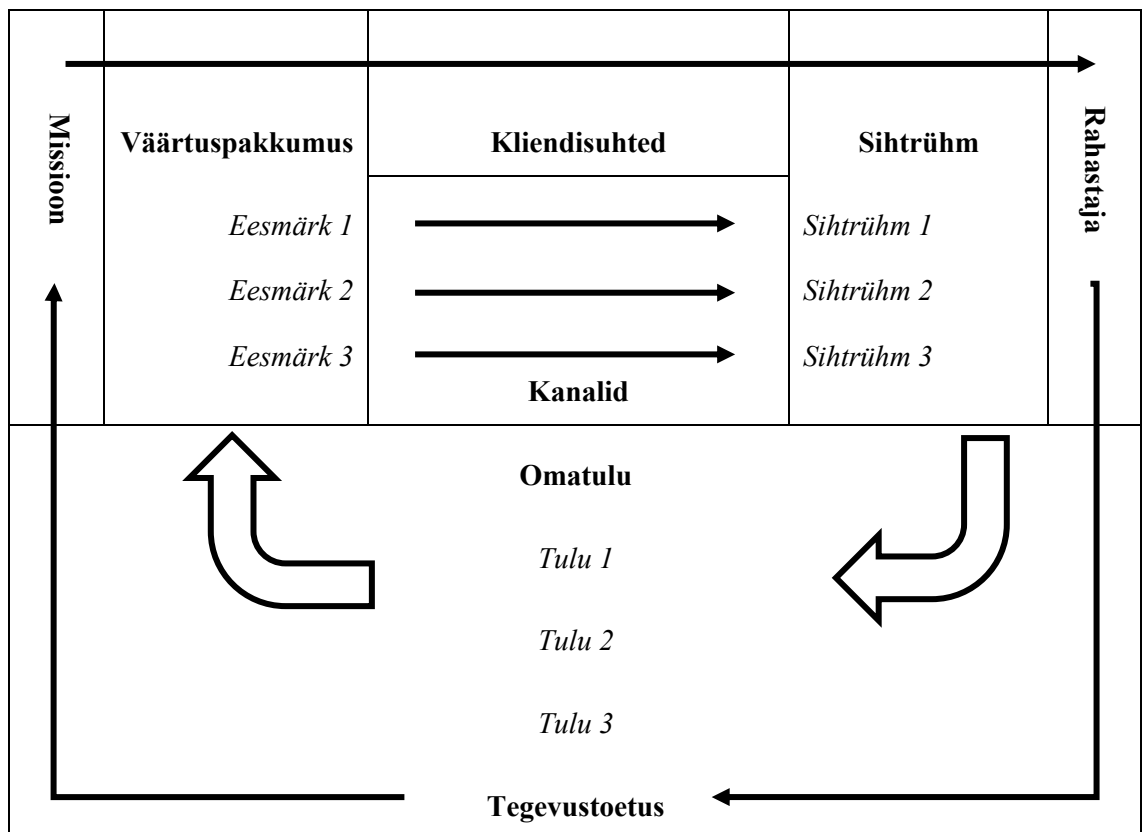 Missioon
Väärtuspakkumus
Kliendisuhted
Sihtrühm
Rahastaja
Eesmärk 1
Sihtrühm 1
Eesmärk 2
Sihtrühm 2
Eesmärk 3
Sihtrühm 3
Kanalid
Omatulu
Tulu 1
Tulu 2
Tulu 3
Tegevustoetus